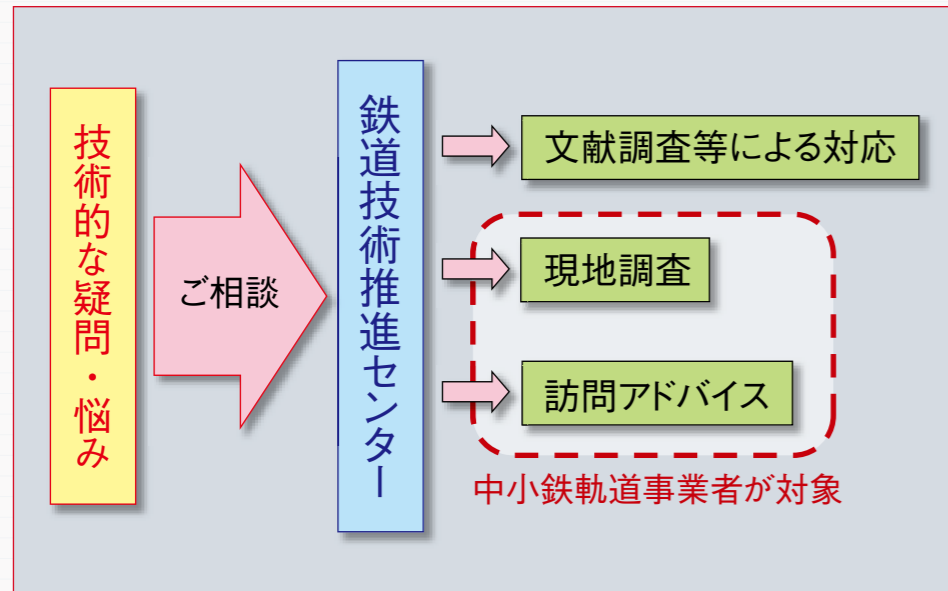 技術的な疑問・悩み
ご相談
鉄道技術推進センター
文献調査等による対応
現地調査
訪問アドバイス
中小鉄軌道事業者が対象